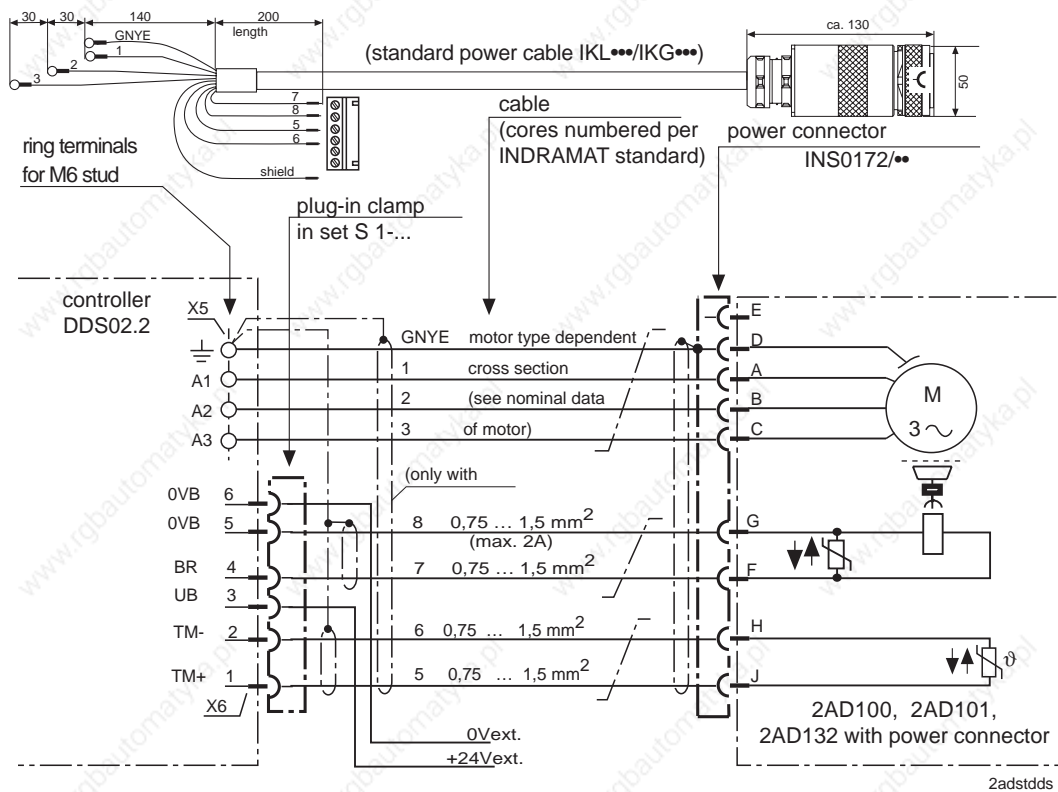 30 30 140 200
length
GNYE
1
2
3
7
8
5
6
shield
(standard power cable IKL•••/IKG•••)
ca. 130
50
cable
(cores numbered per
INDRAMAT standard)
power connector
INS0172/••
ring terminals
for M6 stud
plug-in clamp
in set S 1-...
controller
DDS02.2
X5
E
GNYE motor type dependent D
A1 1 cross section A
A2 2 (see nominal data B
A3 3 of motor) C
M
3
(only with
0VB 6
0VB 5 8 0,75 ... 1,5 mm2 G
(max. 2A)
BR 4 7 0,75 ... 1,5 mm2 F
UB 3
TM- 2 6 0,75 ... 1,5 mm2 H
TM+ 1 5 0,75 ... 1,5 mm2 J
ϑ
X6
0Vext.
+24Vext.
2AD100, 2AD101,
2AD132 with power connector
2adstdds
www.rgbautomatyka.pl